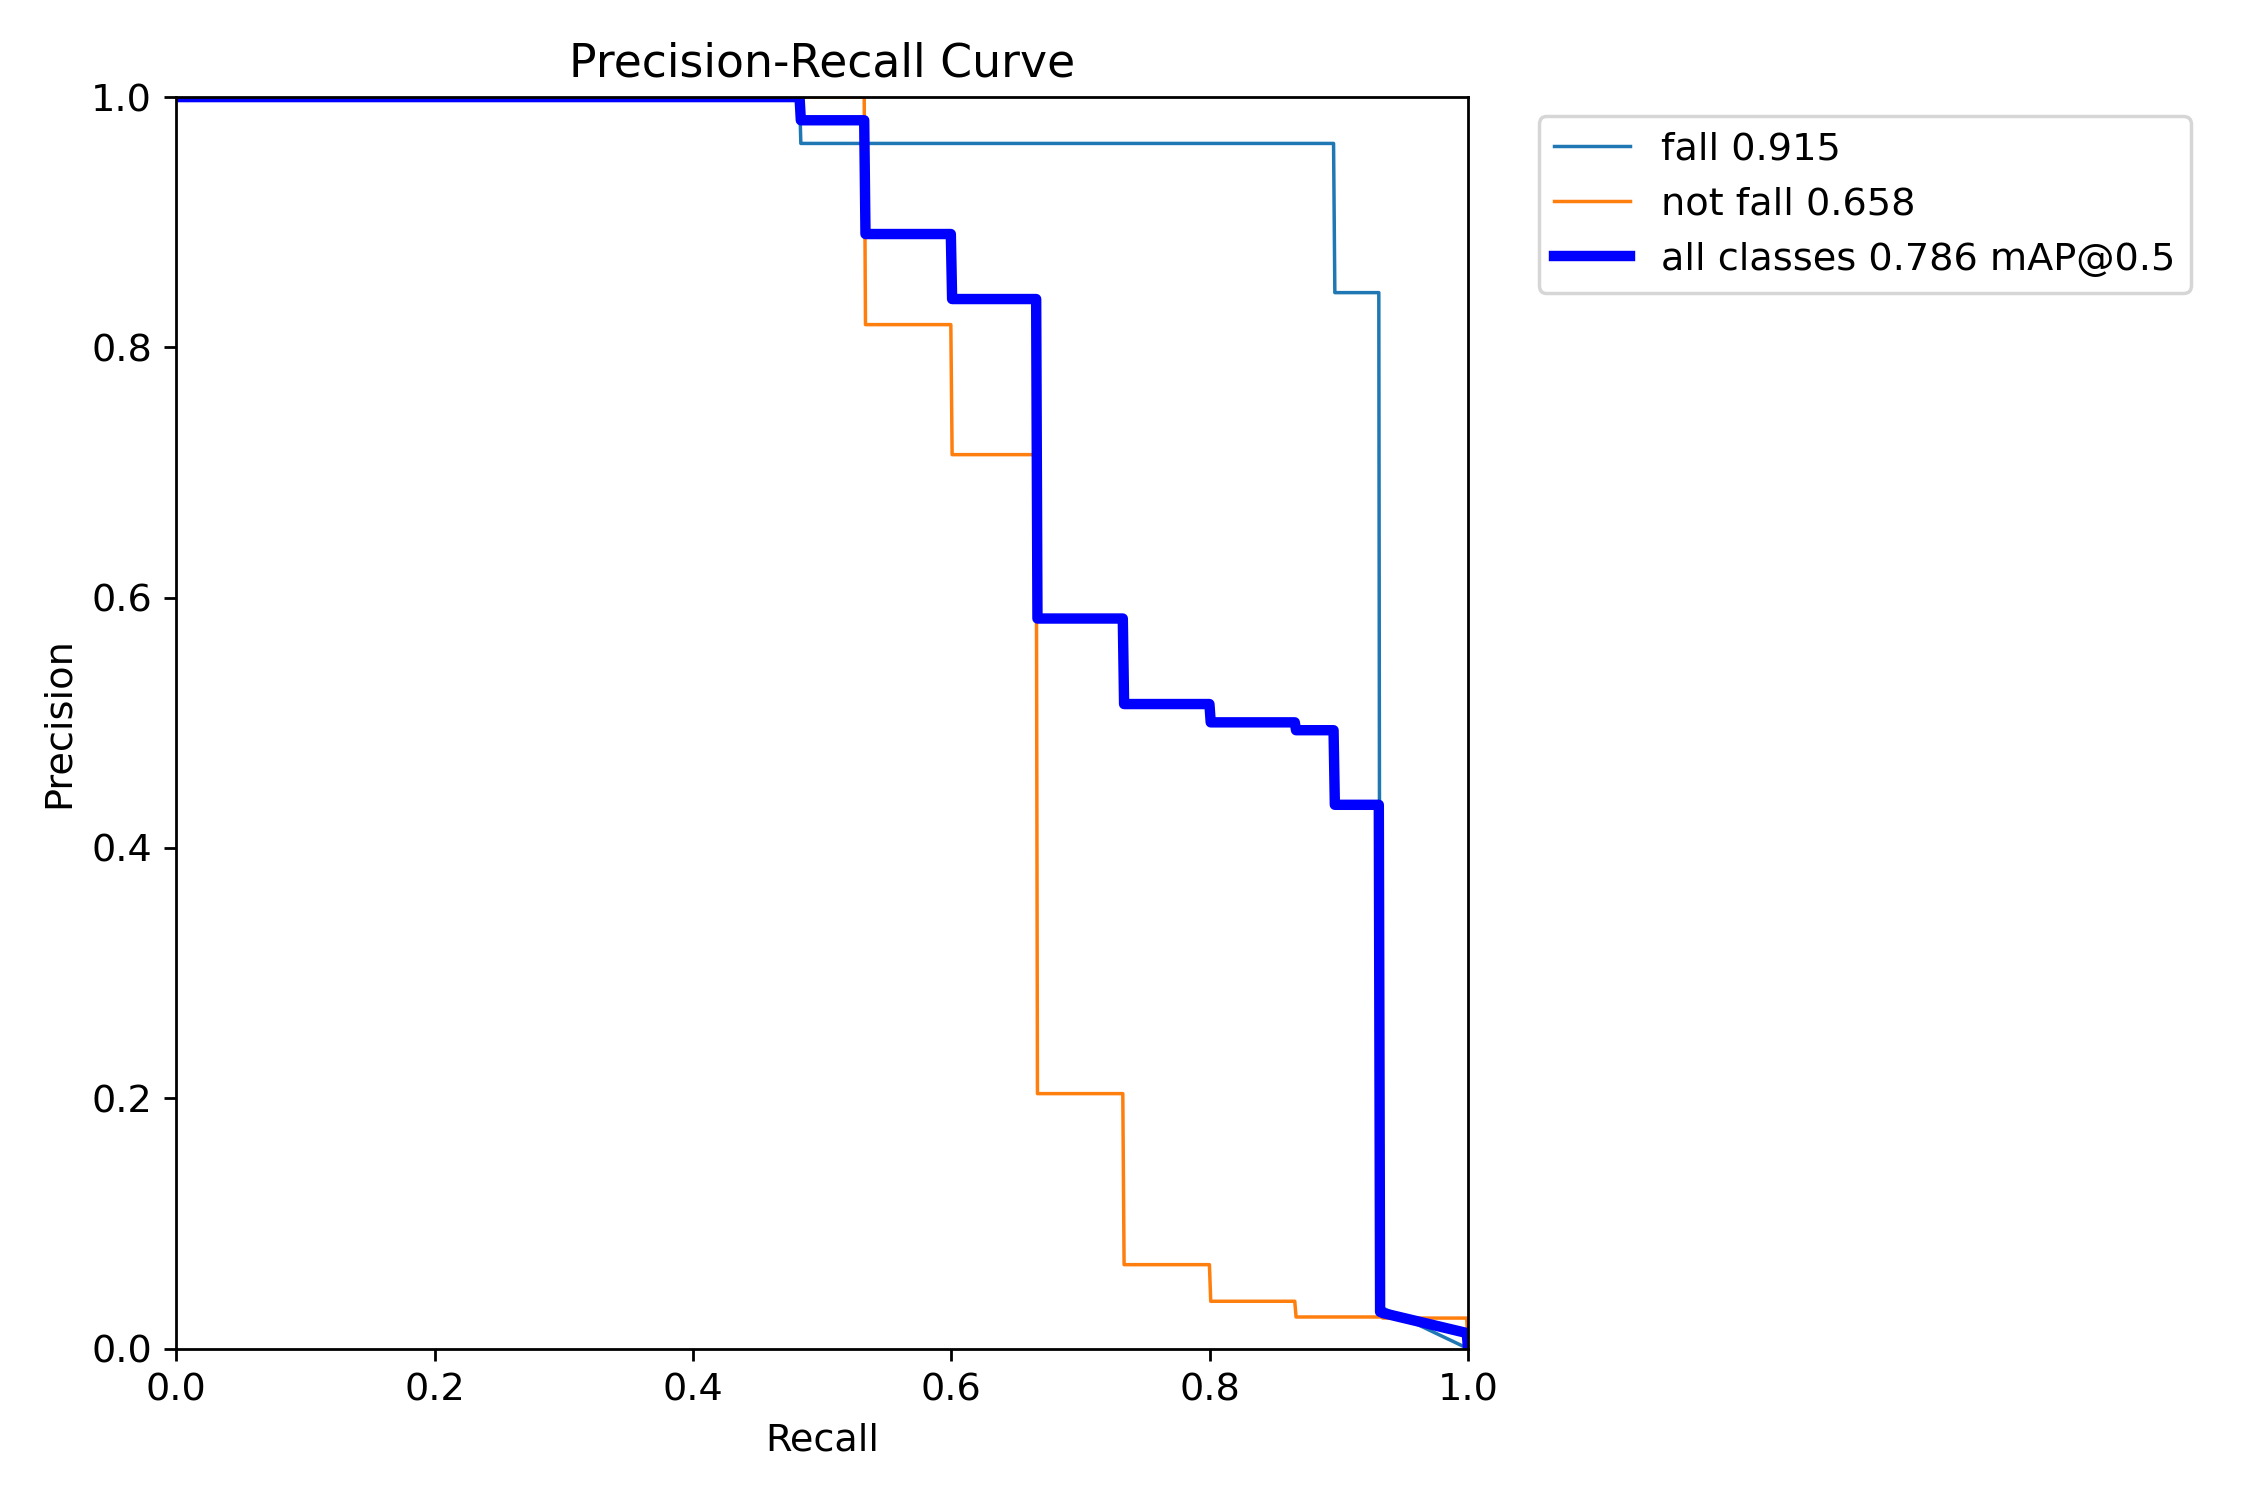 Precision-Recall Curve
fall 0.915
not fall 0.658
all classes 0.786 mAP@0.5
Precision
1.0
0.8
0.6
0.4
0.2
0.0
0.0 0.2 0.4 0.6 0.8 1.0
Recall